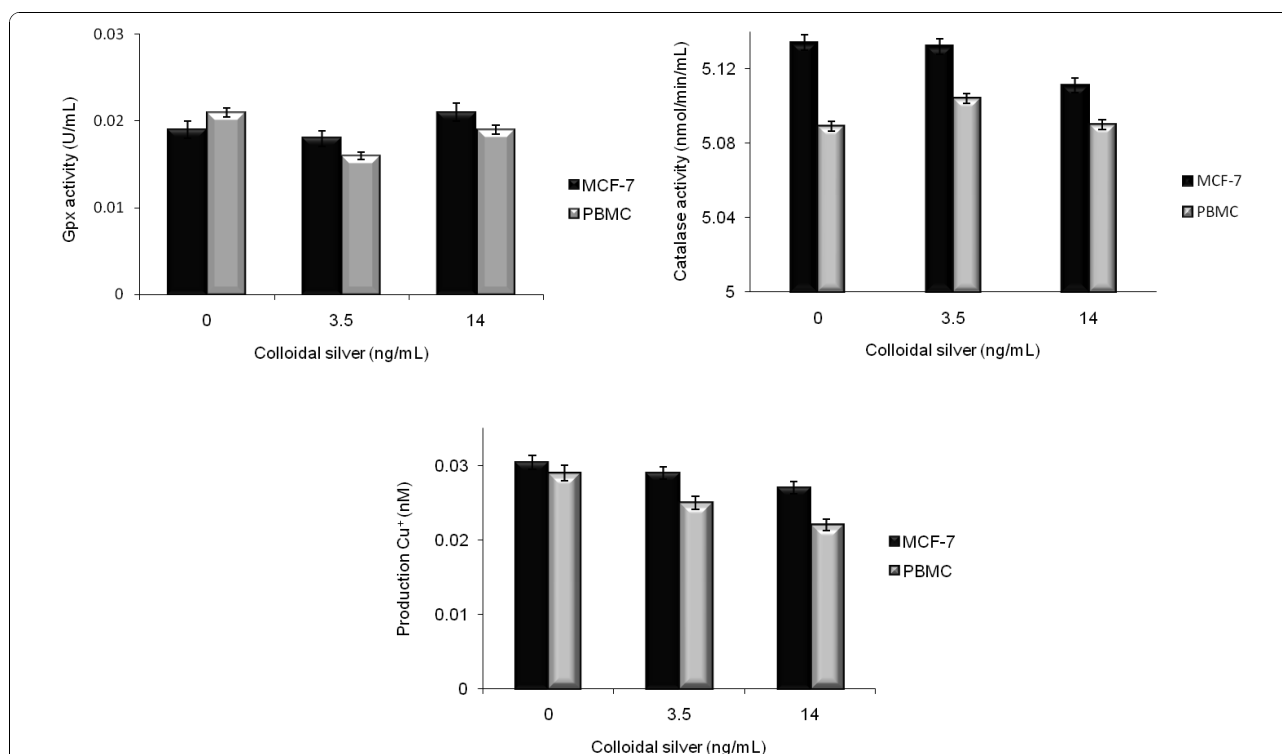 0.03
0.02
0.01
0
Gpx activity (U/mL)
0 3.5 14
Colloidal silver (ng/mL)
MCF-7
PBMC
5.12
5.08
5.04
5
Catalase activity (nmol/min/mL)
0 3.5 14
Colloidal silver (ng/mL)
MCF-7
PBMC
0.03
0.02
0.01
0
Production Cu⁺ (nM)
0 3.5 14
Colloidal silver (ng/mL)
MCF-7
PBMC